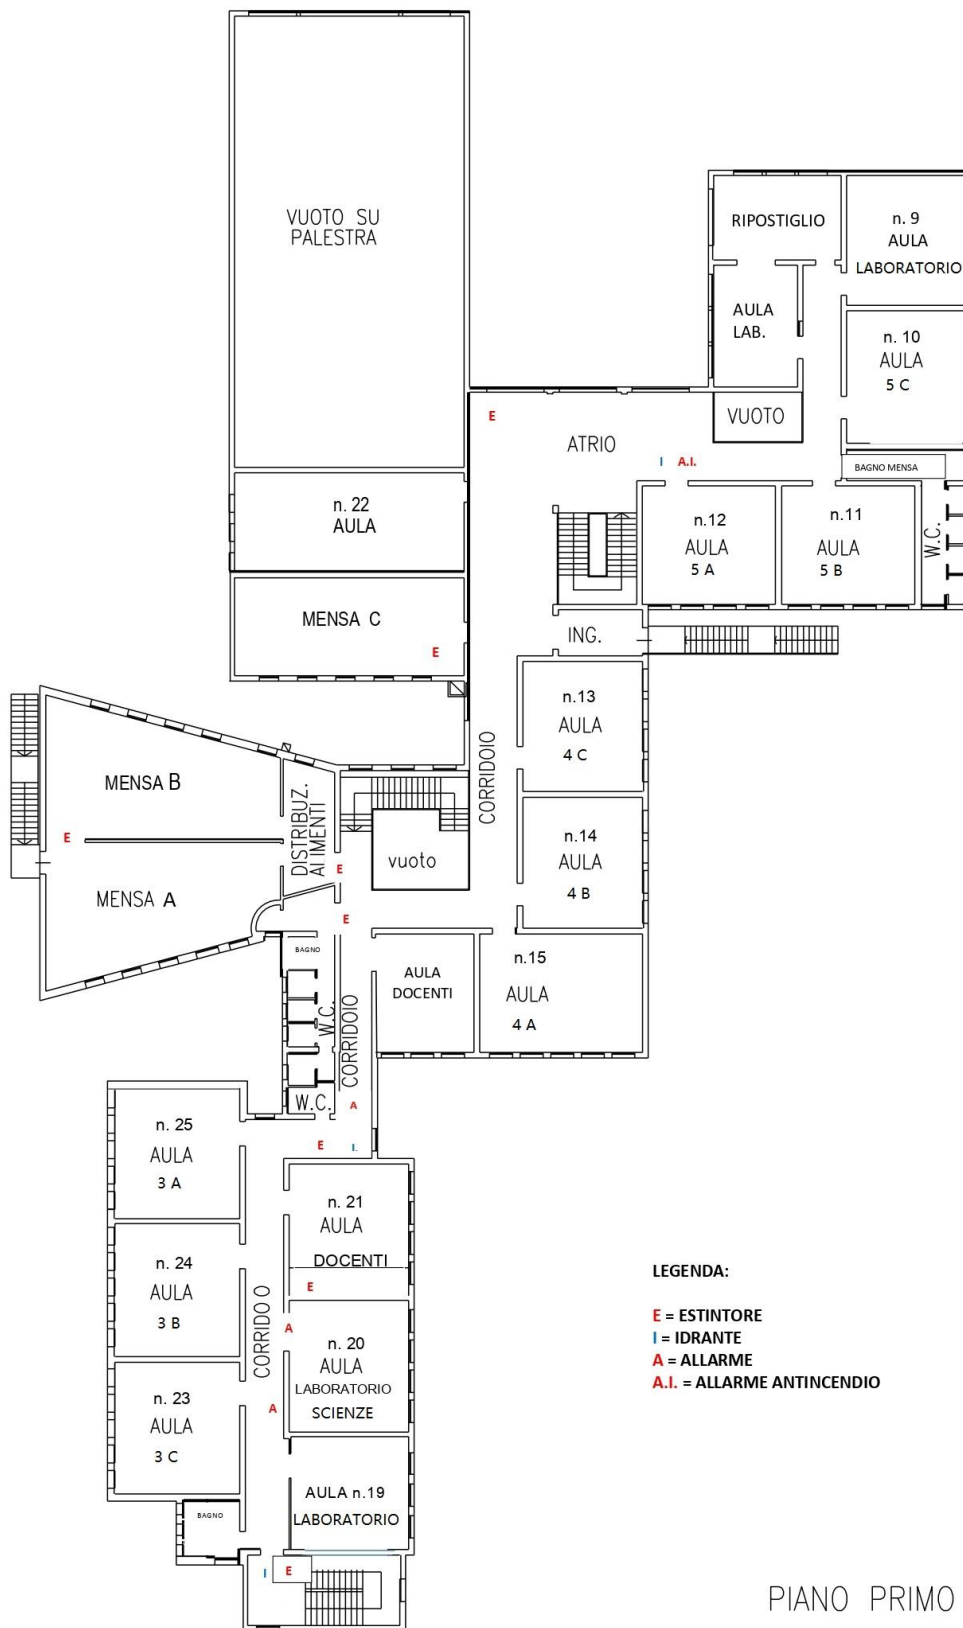 VUOTO SU
PALESTRA
RIPOSTIGLIO
n. 9
AULA
LABORATORIO
AULA
LAB.
n. 10
AULA
5 C
E
ATRIO
VUOTO
I
A.I.
BAGNO MENSA
n. 22
AULA
n.12
AULA
5 A
n.11
AULA
5 B
W.C.
MENSA C
E
ING.
n.13
AULA
4 C
CORRIDOIO
MENSA B
E
DISTRIBUZ.
ALIMENTI
n.14
AULA
4 B
vuoto
E
MENSA A
E
BAGNO
AULA
DOCENTI
n.15
AULA
4 A
W.C.
CORRIDOIO
W.C.
A
E
I.
n. 25
AULA
3 A
n. 21
AULA
DOCENTI
E
n. 24
AULA
3 B
CORRIDO O
A
n. 20
AULA
LABORATORIO
SCIENZE
n. 23
AULA
3 C
A
AULA n.19
LABORATORIO
BAGNO
I
E
LEGENDA:
E = ESTINTORE
I = IDRANTE
A = ALLARME
A.I. = ALLARME ANTINCENDIO
PIANO PRIMO